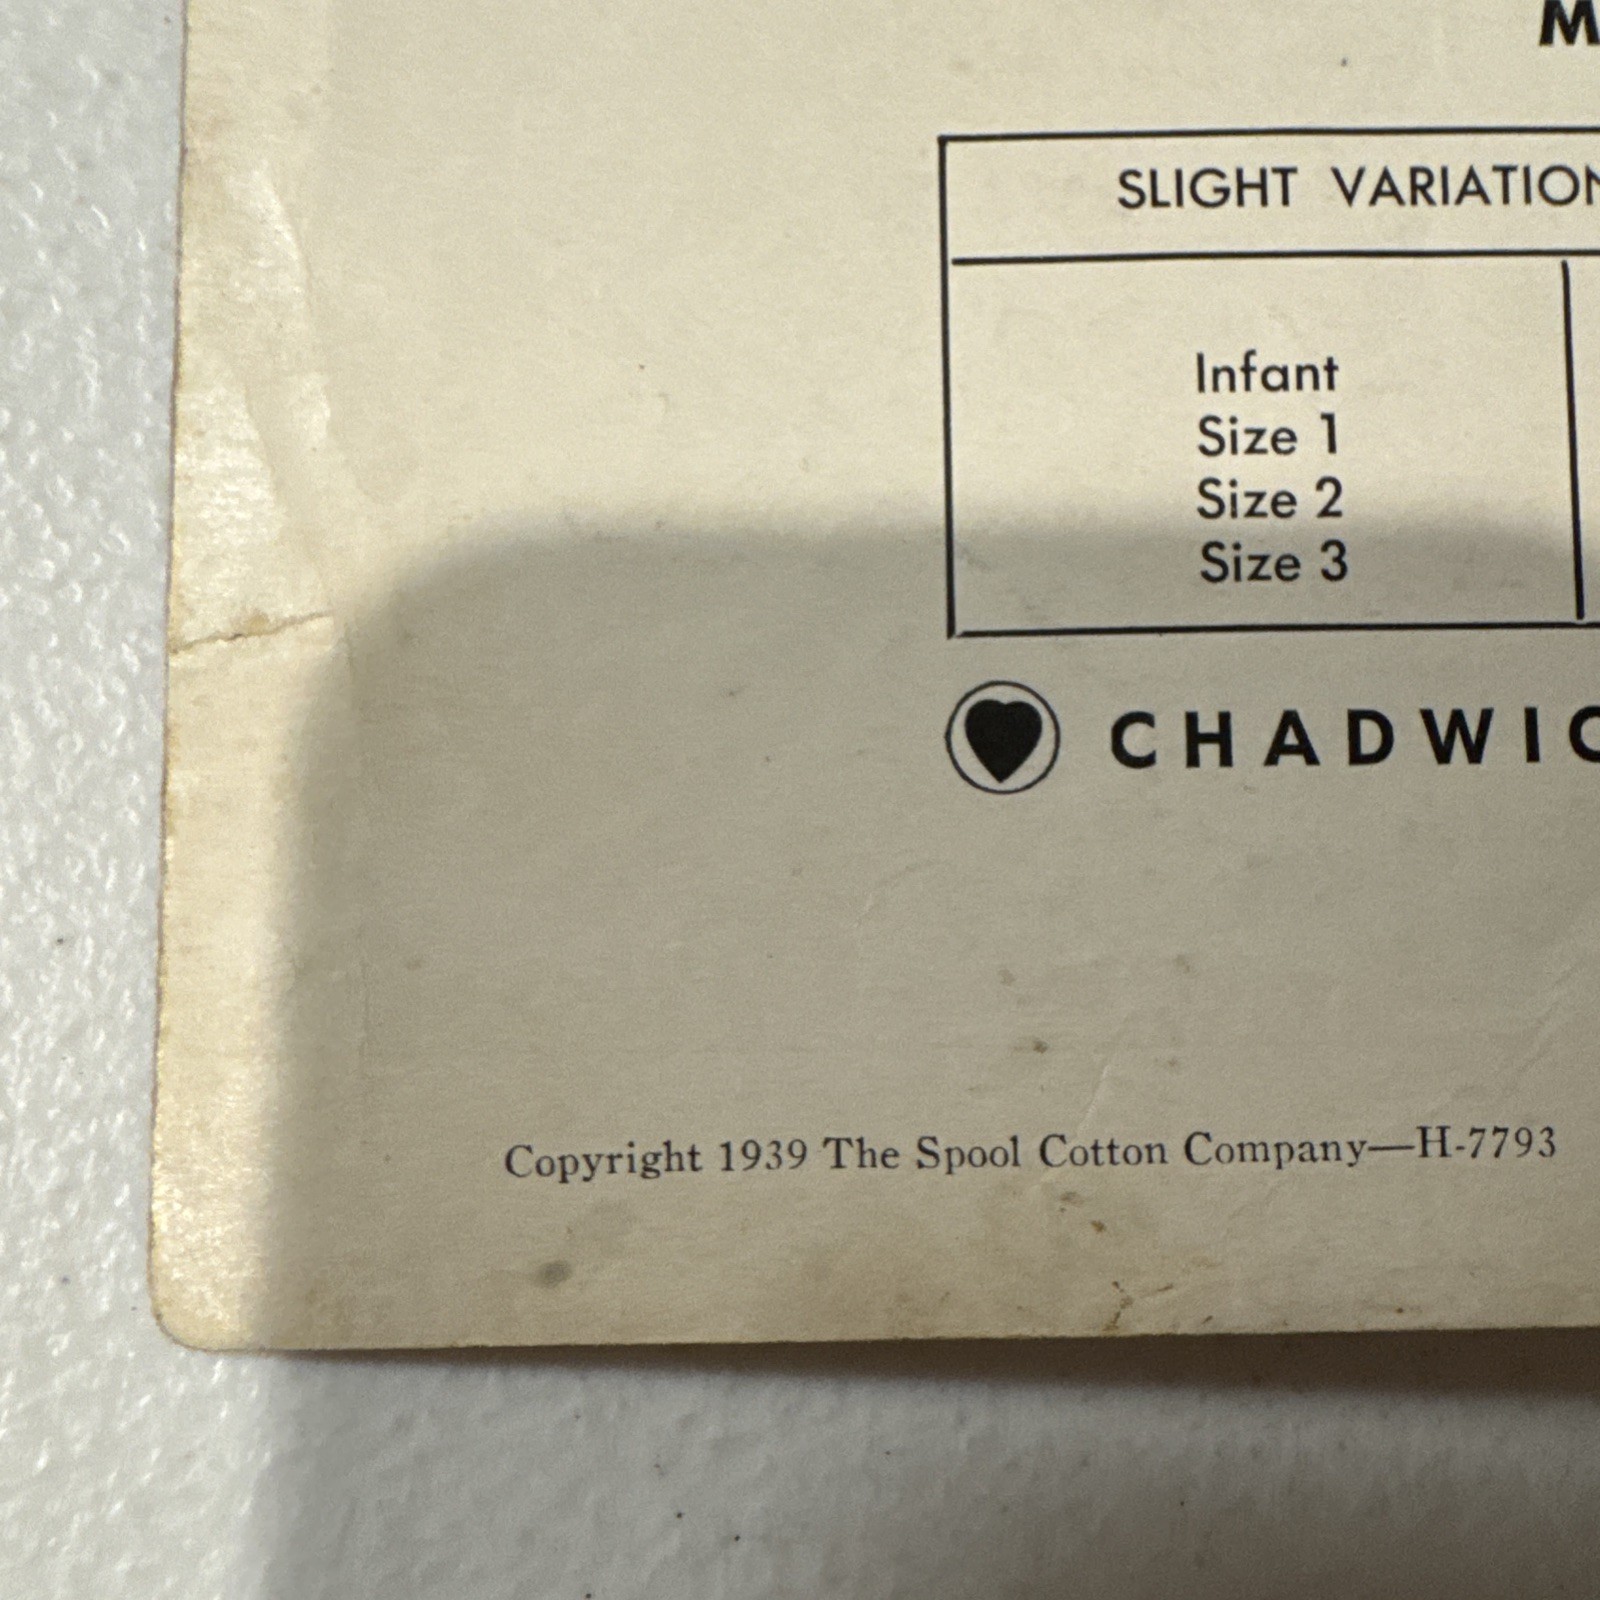 M
SLIGHT VARIATION
Infant
Size 1
Size 2
Size 3
CHADWIC
Copyright 1939 The Spool Cotton Company—H-7793